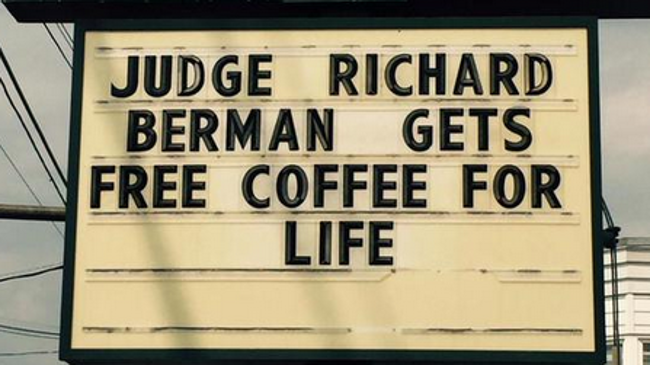 JUDGE RICHARD
BERMAN GETS
FREE COFFEE FOR
LIFE